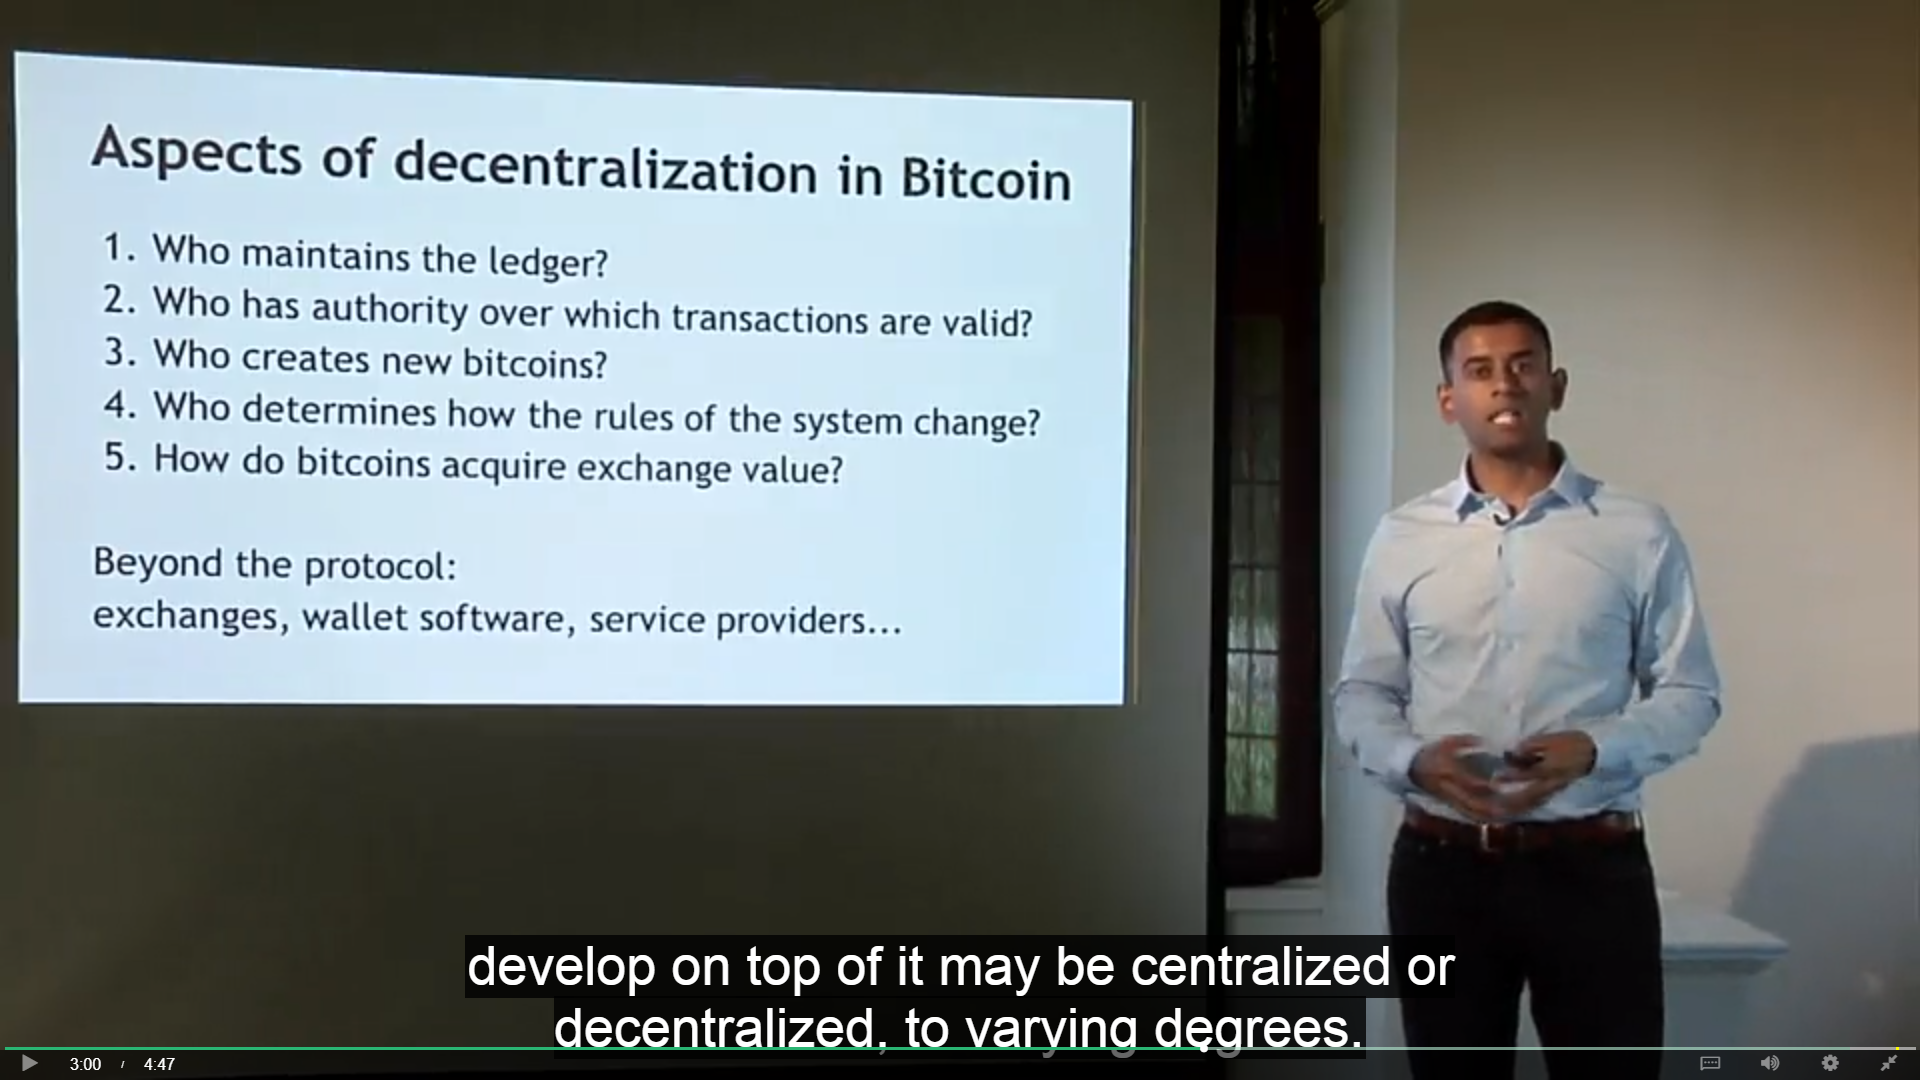 Aspects of decentralization in Bitcoin
1. Who maintains the ledger?
2. Who has authority over which transactions are valid?
3. Who creates new bitcoins?
4. Who determines how the rules of the system change?
5. How do bitcoins acquire exchange value?
Beyond the protocol:
exchanges, wallet software, service providers...
develop on top of it may be centralized or
decentralized, to varying degrees.
3:00 / 4:47